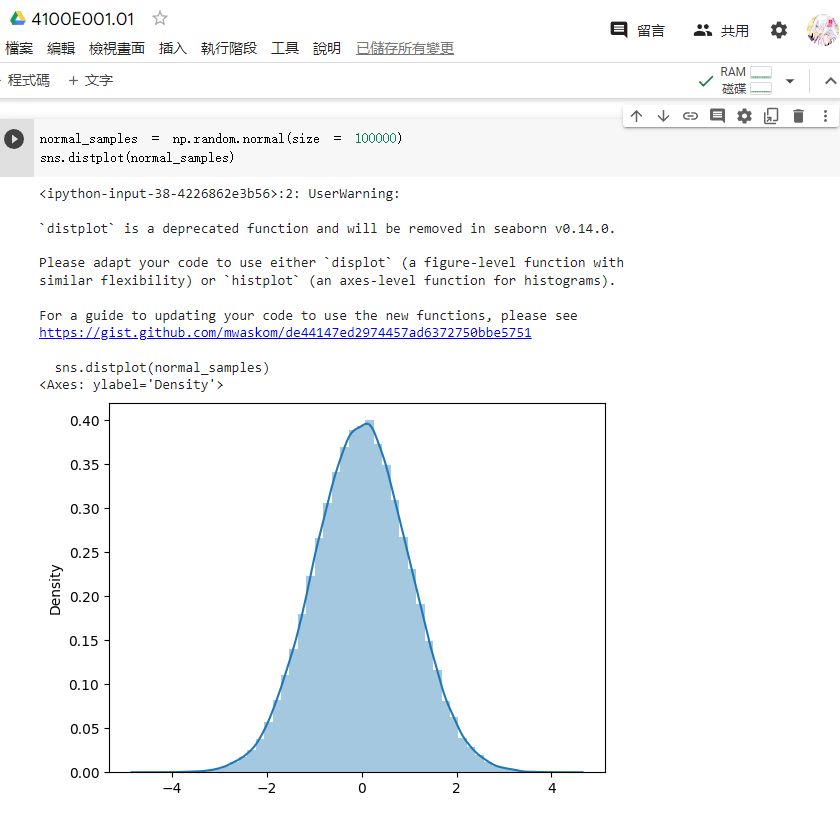 4100E001.01
留言
共用
檔案 編輯 檢視畫面 插入 執行階段 工具 說明 已儲存所有變更
程式碼 + 文字
RAM
磁碟
normal_samples = np.random.normal(size = 100000)
sns.distplot(normal_samples)
<ipython-input-38-4226862e3b56>:2: UserWarning:
`distplot` is a deprecated function and will be removed in seaborn v0.14.0.
Please adapt your code to use either `displot` (a figure-level function with
similar flexibility) or `histplot` (an axes-level function for histograms).
For a guide to updating your code to use the new functions, please see
https://gist.github.com/mwaskom/de44147ed2974457ad6372750bbe5751
sns.distplot(normal_samples)
<Axes: ylabel='Density'>
0.40
0.35
0.30
0.25
0.20
0.15
0.10
0.05
0.00
Density
−4 −2 0 2 4